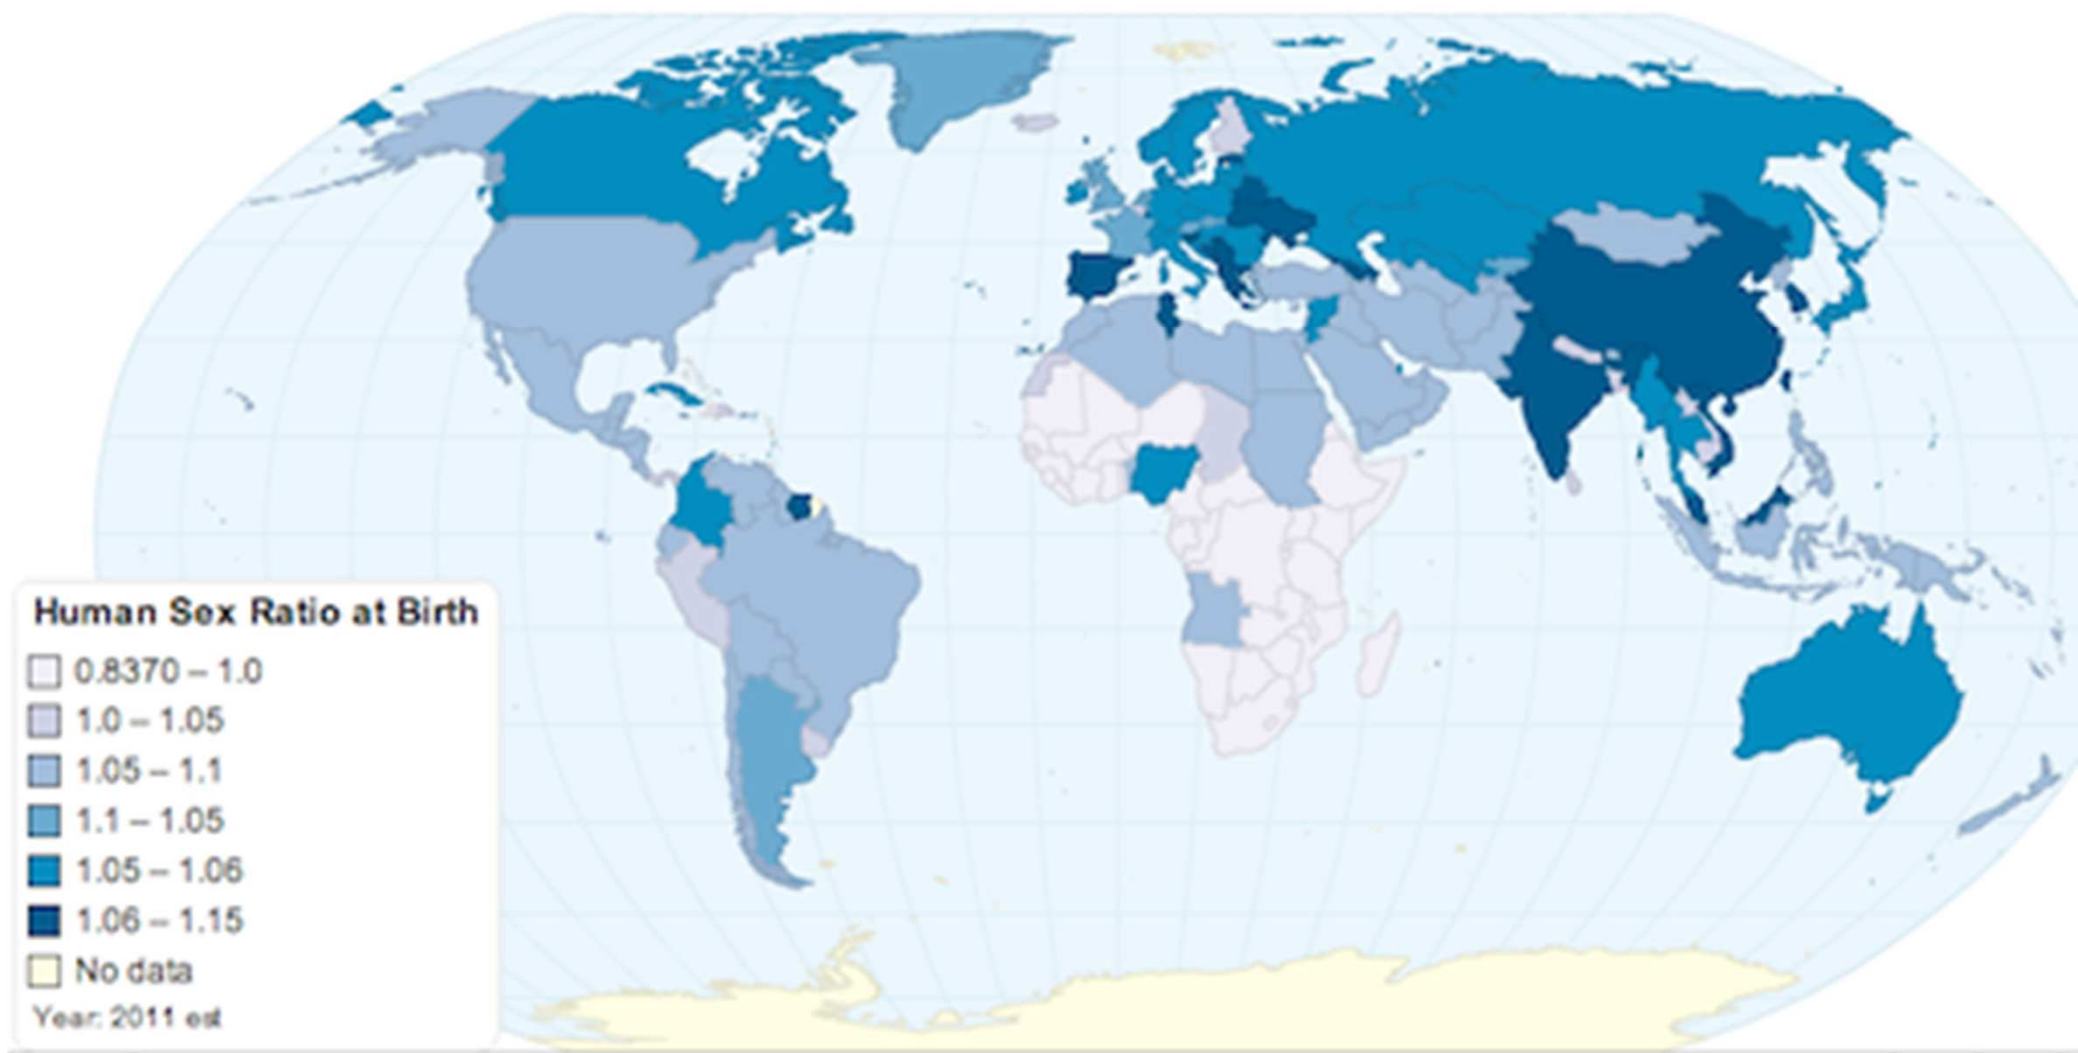 Human Sex Ratio at Birth
0.8370 – 1.0
1.0 – 1.05
1.05 – 1.1
1.1 – 1.05
1.05 – 1.06
1.06 – 1.15
No data
Year: 2011 est